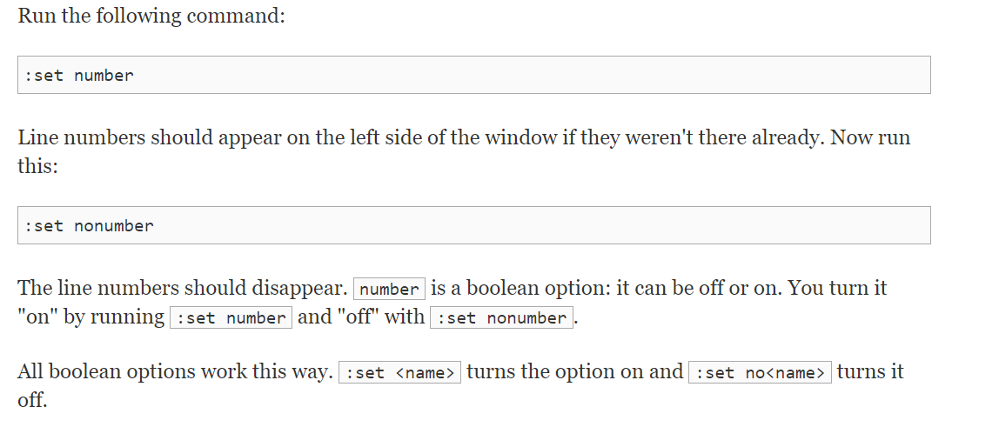 Run the following command:
:set number
Line numbers should appear on the left side of the window if they weren't there already. Now run
this:
:set nonumber
The line numbers should disappear. number is a boolean option: it can be off or on. You turn it
"on" by running :set number and "off" with :set nonumber.
All boolean options work this way. :set <name> turns the option on and :set no<name> turns it
off.